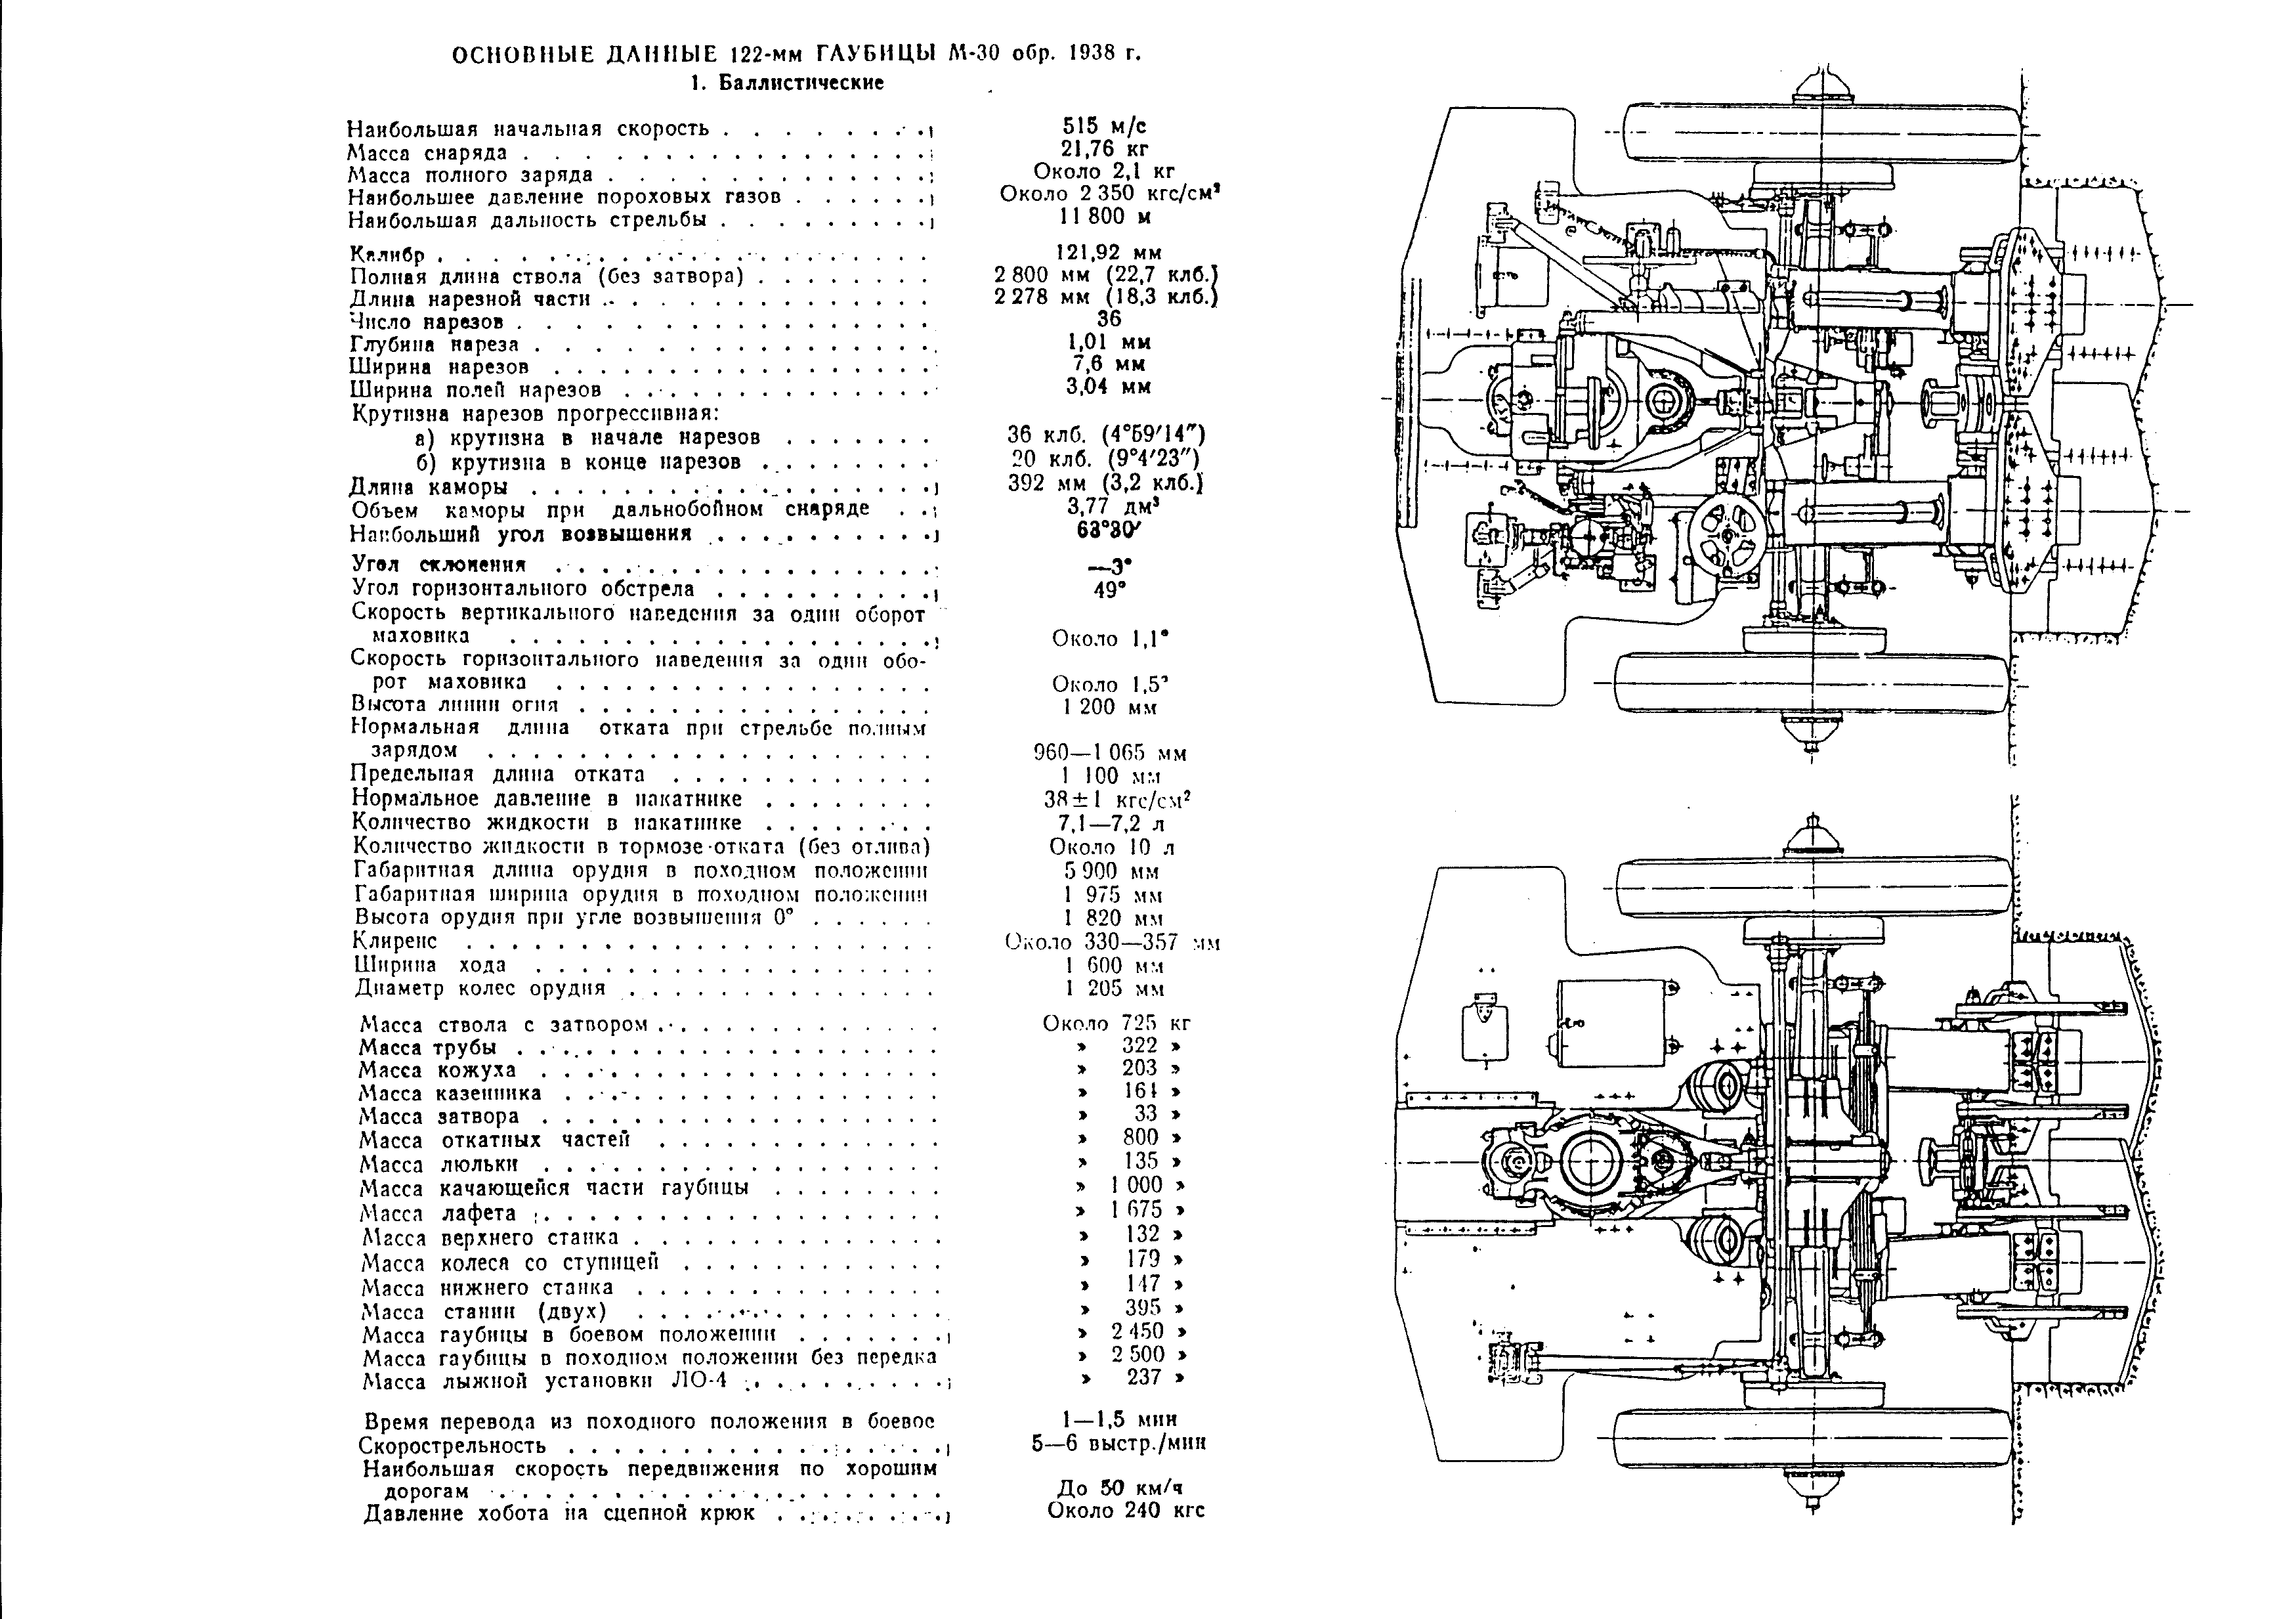 ОСНОВНЫЕ ДАННЫЕ 122-мм ГАУБИЦЫ М-30 обр. 1938 г.
1. Баллистические
Наибольшая начальная скорость . . . . . . . . . 515 м/с
Масса снаряда . . . . . . . . . . . . . . . . 21,76 кг
Масса полного заряда . . . . . . . . . . . . . Около 2,1 кг
Наибольшее давление пороховых газов . . . . . . Около 2 350 кгс/см²
Наибольшая дальность стрельбы . . . . . . . . . 11 800 м
Калибр . . . . . . . . . . . . . . . . . . 121,92 мм
Полная длина ствола (без затвора) . . . . . . . . 2 800 мм (22,7 клб.)
Длина нарезной части . . . . . . . . . . . . . . 2 278 мм (18,3 клб.)
Число нарезов . . . . . . . . . . . . . . . . 36
Глубина нареза . . . . . . . . . . . . . . . . 1,01 мм
Ширина нарезов . . . . . . . . . . . . . . . . 7,6 мм
Ширина полей нарезов . . . . . . . . . . . . . 3,04 мм
Крутизна нарезов прогрессивная:
а) крутизна в начале нарезов . . . . . . . 36 клб. (4°59′14″)
б) крутизна в конце нарезов . . . . . . . . 20 клб. (9°4′23″)
Длина каморы . . . . . . . . . . . . . . . . . 392 мм (3,2 клб.)
Объем каморы при дальнобойном снаряде . . 3,77 дм³
Наибольший угол возвышения . . . . . . . . . . 63°30′
Угол склонения . . . . . . . . . . . . . . . . —3°
Угол горизонтального обстрела . . . . . . . . . . 49°
Скорость вертикального наведения за один оборот
маховика . . . . . . . . . . . . . . . . . . Около 1,1°
Скорость горизонтального наведения за один обо-
рот маховика . . . . . . . . . . . . . . . . Около 1,5°
Высота линии огня . . . . . . . . . . . . . . . 1 200 мм
Нормальная длина отката при стрельбе полным
зарядом . . . . . . . . . . . . . . . . . . . 960—1 065 мм
Предельная длина отката . . . . . . . . . . . . 1 100 мм
Нормальное давление в накатнике . . . . . . . . 38±1 кгс/см²
Количество жидкости в накатнике . . . . . . . . 7,1—7,2 л
Количество жидкости в тормозе отката (без отлива) Около 10 л
Габаритная длина орудия в походном положении 5 900 мм
Габаритная ширина орудия в походном положении 1 975 мм
Высота орудия при угле возвышения 0° . . . . . . 1 820 мм
Клиренс . . . . . . . . . . . . . . . . . . . . Около 330—357 мм
Ширина хода . . . . . . . . . . . . . . . . . 1 600 мм
Диаметр колес орудия . . . . . . . . . . . . . . 1 205 мм
Масса ствола с затвором . . . . . . . . . . . . . Около 725 кг
Масса трубы . . . . . . . . . . . . . . . . . . » 322 »
Масса кожуха . . . . . . . . . . . . . . . . . » 203 »
Масса казенника . . . . . . . . . . . . . . . . » 161 »
Масса затвора . . . . . . . . . . . . . . . . . » 33 »
Масса откатных частей . . . . . . . . . . . . . » 800 »
Масса люльки . . . . . . . . . . . . . . . . . » 135 »
Масса качающейся части гаубицы . . . . . . . . » 1 000 »
Масса лафета . . . . . . . . . . . . . . . . . » 1 675 »
Масса верхнего станка . . . . . . . . . . . . . . » 132 »
Масса колеса со ступицей . . . . . . . . . . . . » 179 »
Масса нижнего станка . . . . . . . . . . . . . . » 147 »
Масса станин (двух) . . . . . . . . . . . . . . » 395 »
Масса гаубицы в боевом положении . . . . . . . » 2 450 »
Масса гаубицы в походном положении без передка » 2 500 »
Масса лыжной установки ЛО-4 . . . . . . . . . » 237 »
Время перевода из походного положения в боевое 1—1,5 мин
Скорострельность . . . . . . . . . . . . . . . . 5—6 выстр./мин
Наибольшая скорость передвижения по хорошим
дорогам . . . . . . . . . . . . . . . . . . . До 50 км/ч
Давление хобота на сцепной крюк . . . . . . . . Около 240 кгс